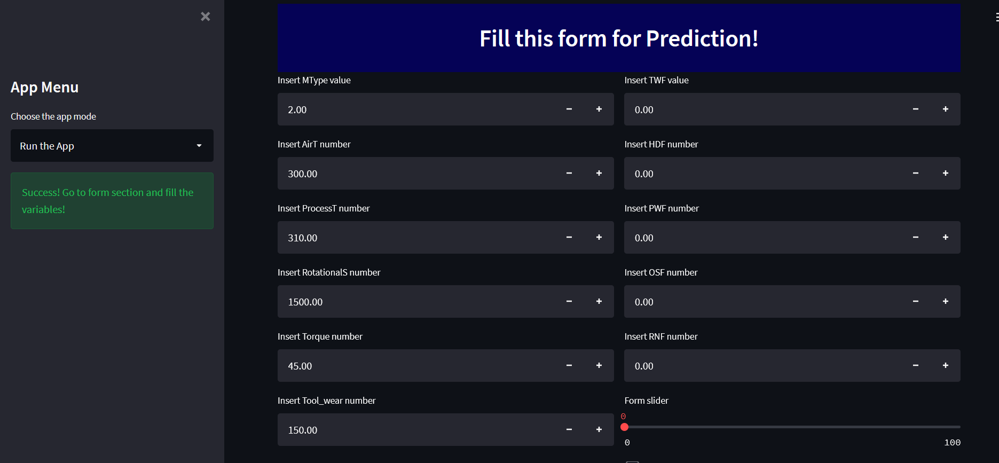 App Menu
Choose the app mode
Run the App
Success! Go to form section and fill the
variables!
Fill this form for Prediction!
Insert MType value
2.00
Insert AirT number
300.00
Insert ProcessT number
310.00
Insert RotationalS number
1500.00
Insert Torque number
45.00
Insert Tool_wear number
150.00
Insert TWF value
0.00
Insert HDF number
0.00
Insert PWF number
0.00
Insert OSF number
0.00
Insert RNF number
0.00
Form slider
0
0 100